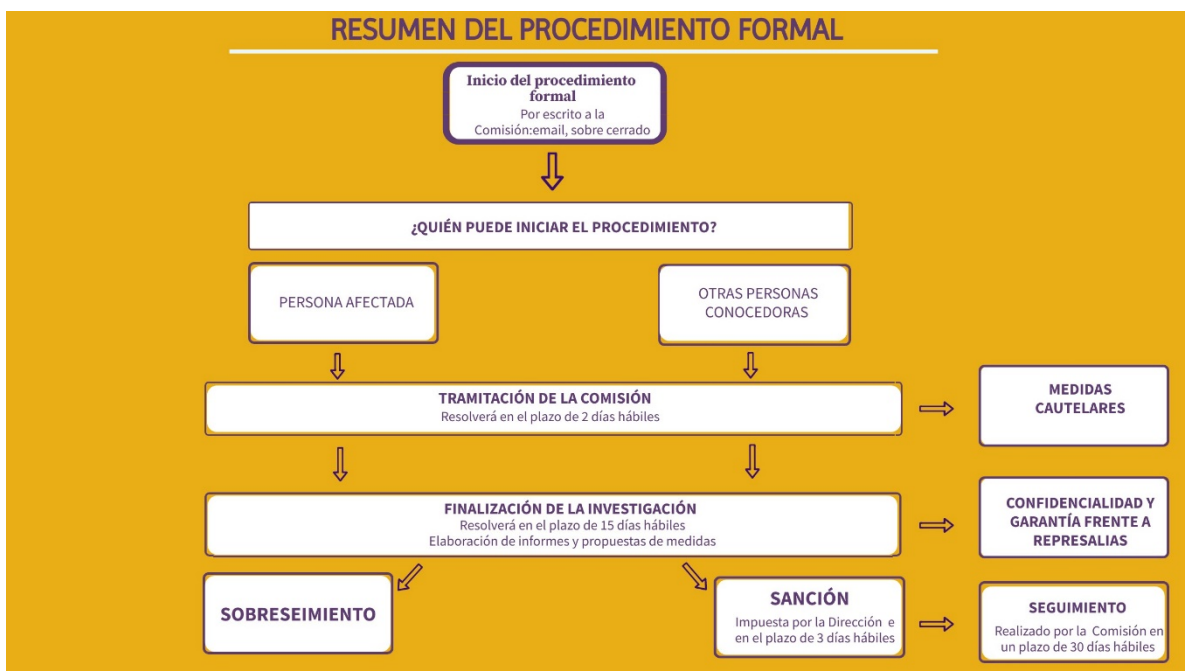 RESUMEN DEL PROCEDIMIENTO FORMAL
Inicio del procedimiento
formal
Por escrito a la
Comisión:email, sobre cerrado
¿QUIÉN PUEDE INICIAR EL PROCEDIMIENTO?
PERSONA AFECTADA
OTRAS PERSONAS
CONOCEDORAS
TRAMITACIÓN DE LA COMISIÓN
Resolverá en el plazo de 2 días hábiles
MEDIDAS
CAUTELARES
FINALIZACIÓN DE LA INVESTIGACIÓN
Resolverá en el plazo de 15 días hábiles
Elaboración de informes y propuestas de medidas
CONFIDENCIALIDAD Y
GARANTÍA FRENTE A
REPRESALIAS
SOBRESEIMIENTO
SANCIÓN
Impuesta por la Dirección e
en el plazo de 3 días hábiles
SEGUIMIENTO
Realizado por la Comisión en
un plazo de 30 días hábiles